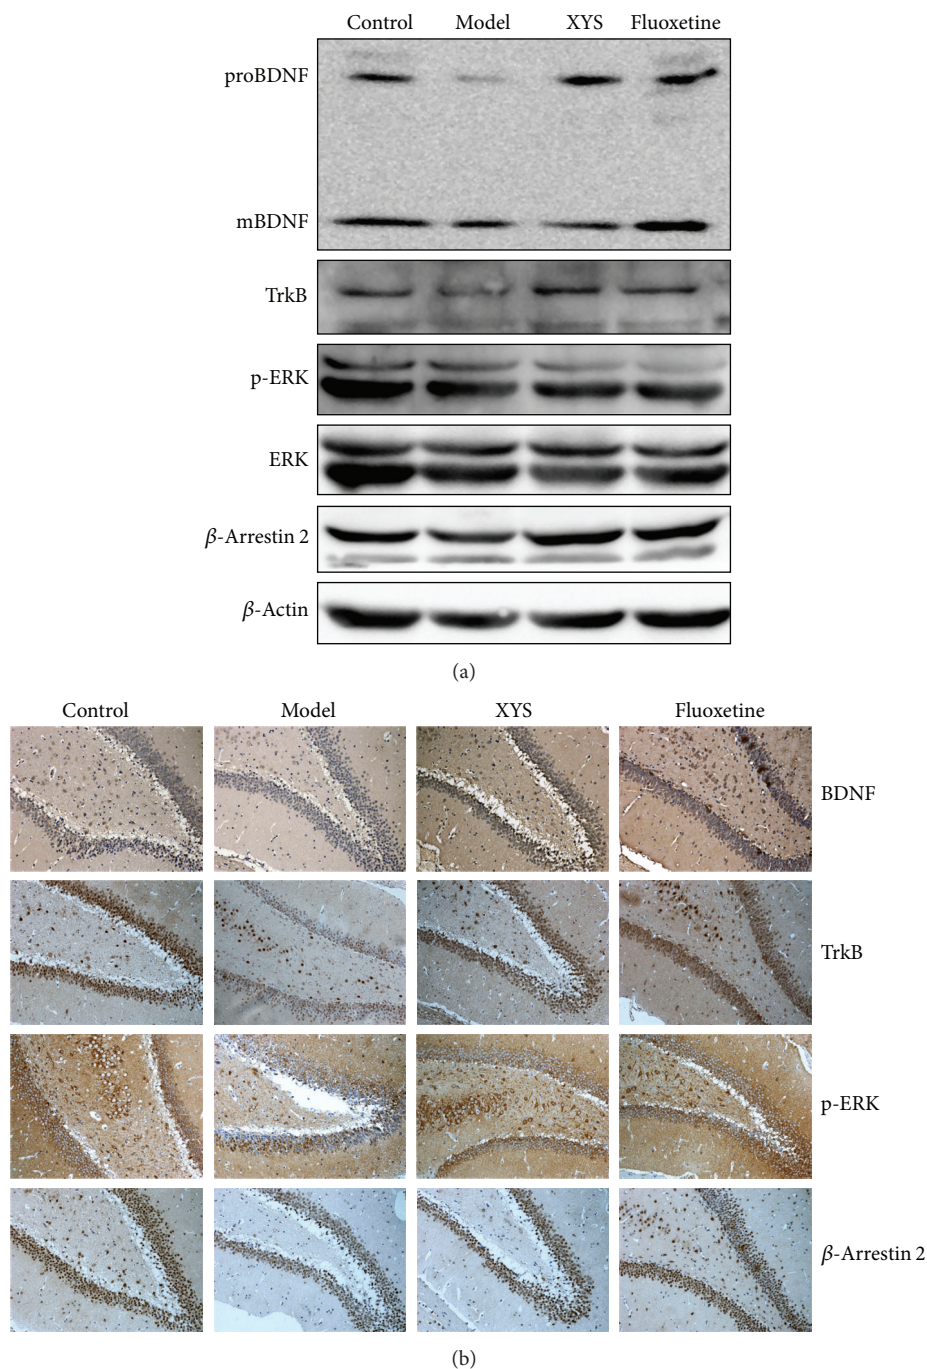 Control Model XYS Fluoxetine
proBDNF
mBDNF
TrkB
p-ERK
ERK
β-Arrestin 2
β-Actin
(a)
Control Model XYS Fluoxetine
BDNF
TrkB
p-ERK
β-Arrestin 2
(b)